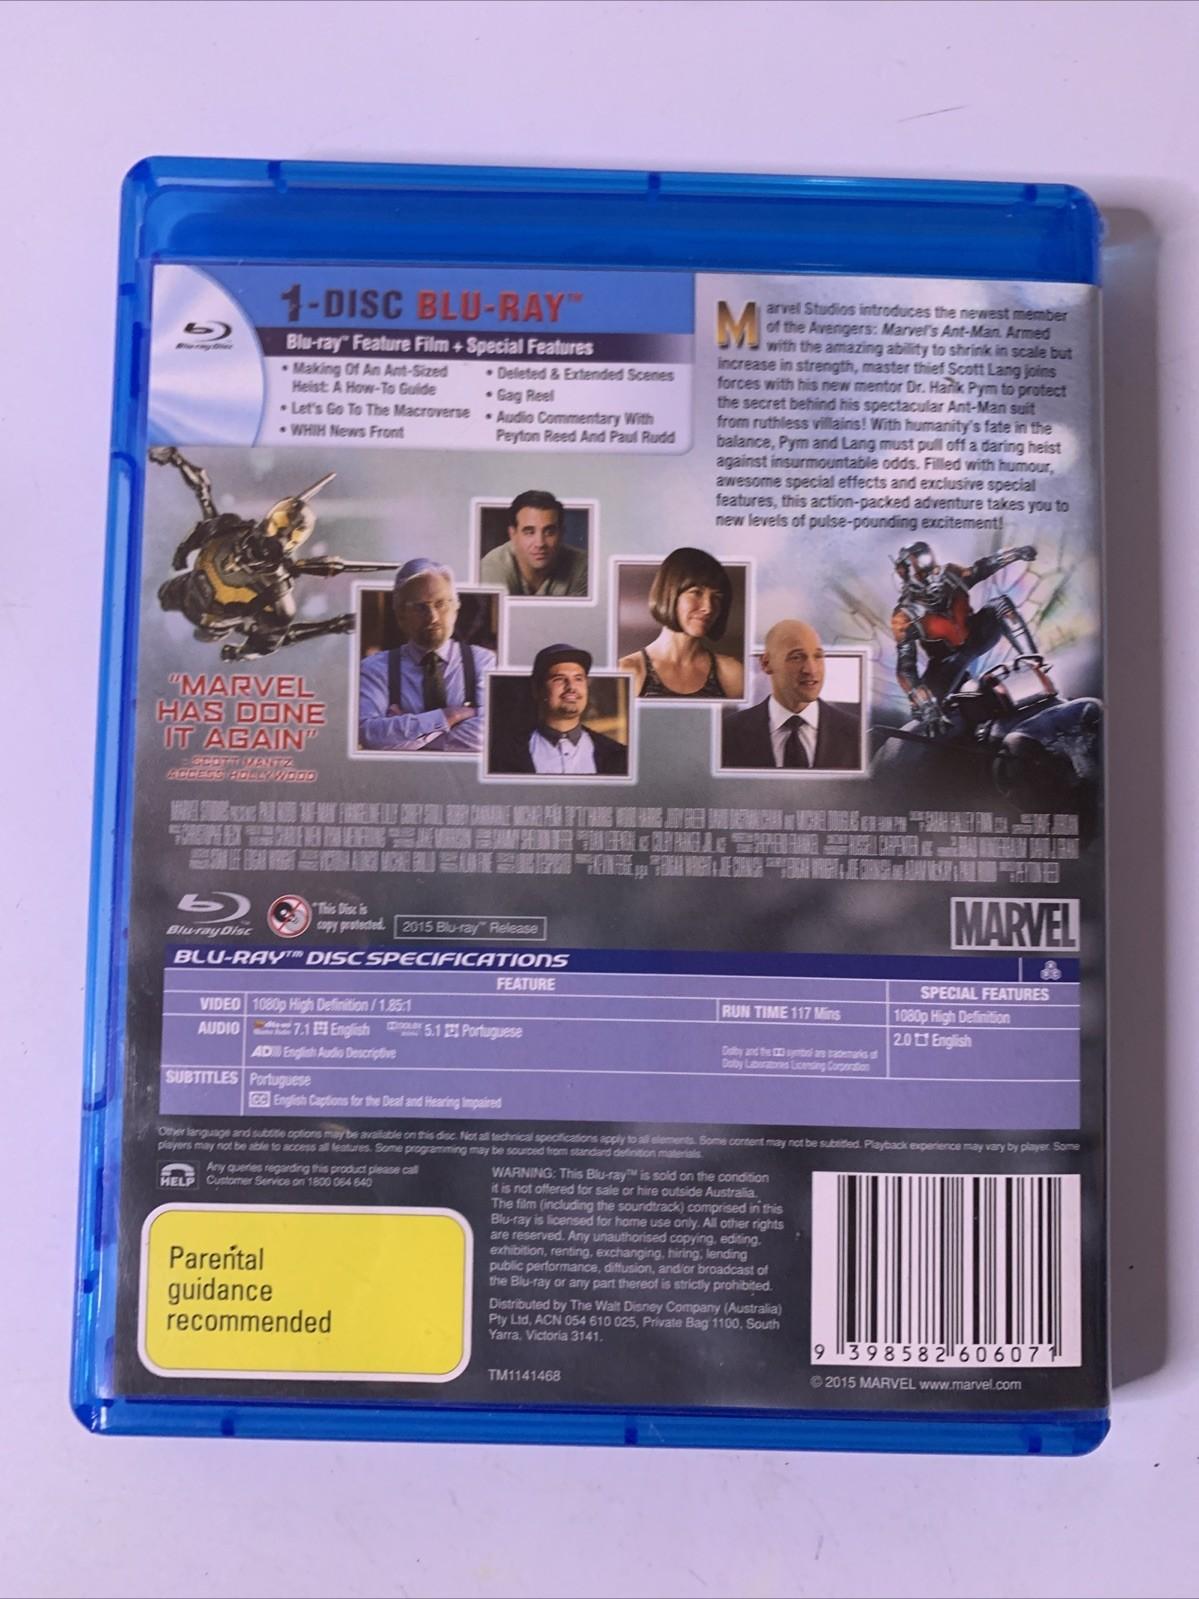 1-DISC BLU-RAY™
Blu-ray Disc
Blu-ray™ Feature Film + Special Features
• Making Of An Ant-Sized
Heist: A How-To Guide
• Let's Go To The Macroverse
• WHIH News Front
• Deleted & Extended Scenes
• Gag Reel
• Audio Commentary With
Peyton Reed And Paul Rudd
Marvel Studios introduces the newest member
of the Avengers: Marvel's Ant-Man. Armed
with the amazing ability to shrink in scale but
increase in strength, master thief Scott Lang joins
forces with his new mentor Dr. Hank Pym to protect
the secret behind his spectacular Ant-Man suit
from ruthless villains! With humanity's fate in the
balance, Pym and Lang must pull off a daring heist
against insurmountable odds. Filled with humour,
awesome special effects and exclusive special
features, this action-packed adventure takes you to
new levels of pulse-pounding excitement!
"MARVEL
HAS DONE
IT AGAIN"
- SCOTT MANTZ,
ACCESS HOLLYWOOD
Blu-ray Disc™
"This Disc is
copy protected.
2015 Blu-ray™ Release
MARVEL
BLU-RAY™ DISC SPECIFICATIONS
FEATURE
SPECIAL FEATURES
VIDEO 1080p High Definition / 1.85:1
RUN TIME 117 Mins
1080p High Definition
AUDIO 7.1 English 5.1 Portuguese
2.0 English
AD English Audio Descriptive
Dolby and the symbol are trademarks of
Dolby Laboratories Licensing Corporation
SUBTITLES Portuguese
CC English Captions for the Deaf and Hearing Impaired
Other language and subtitle options may be available on this disc. Not all technical specifications apply to all elements. Some content may not be subtitled. Playback experience may vary by player. Some
players may not be able to access all features. Some programming may be sourced from standard definition materials.
HELP
Any queries regarding this product please call
Customer Service on 1800 064 640
Parental
guidance
recommended
WARNING: This Blu-ray™ is sold on the condition
it is not offered for sale or hire outside Australia.
The film (including the soundtrack) comprised in this
Blu-ray is licensed for home use only. All other rights
are reserved. Any unauthorised copying, editing,
exhibition, renting, exchanging, hiring, lending
public performance, diffusion, and/or broadcast of
the Blu-ray or any part thereof is strictly prohibited.
Distributed by The Walt Disney Company (Australia)
Pty Ltd, ACN 054 610 025, Private Bag 1100, South
Yarra, Victoria 3141.
TM1141468
9 398582 606071
© 2015 MARVEL www.marvel.com